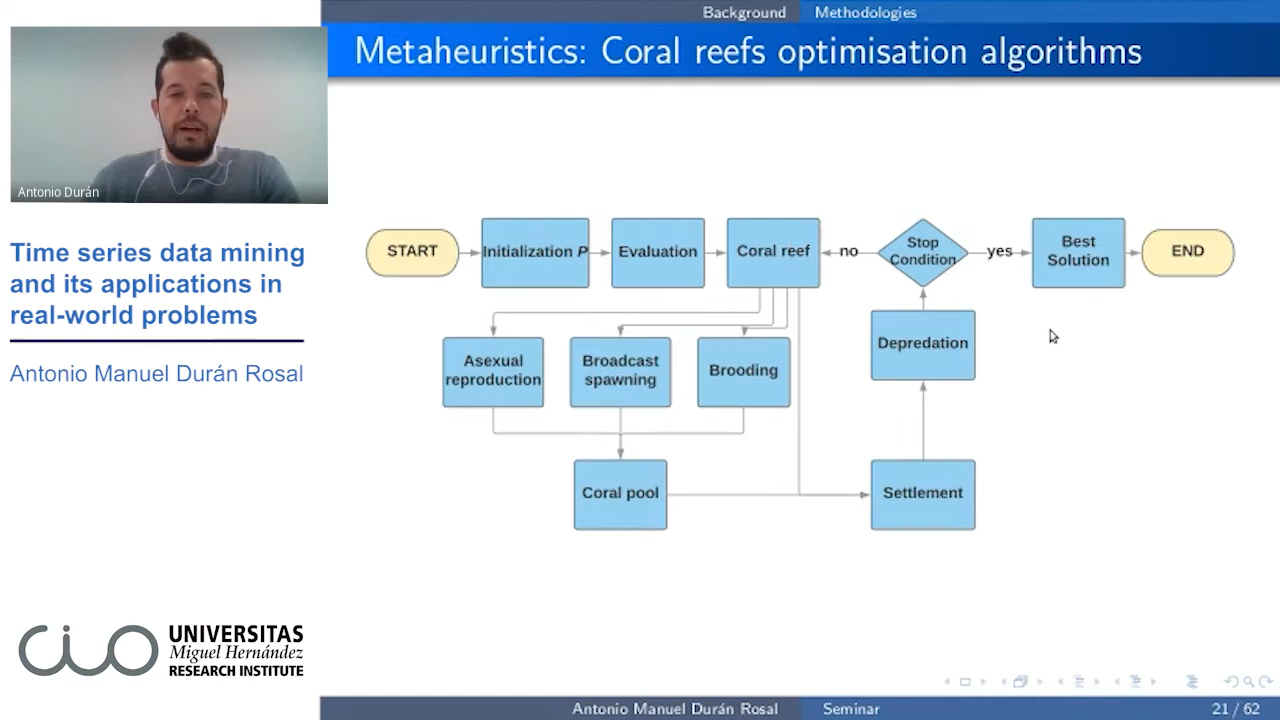 Background
Methodologies
Metaheuristics: Coral reefs optimisation algorithms
Antonio Durán
Time series data mining
and its applications in
real-world problems
Antonio Manuel Durán Rosal
START
Initialization P
Evaluation
Coral reef
no
Stop
Condition
yes
Best
Solution
END
Asexual
reproduction
Broadcast
spawning
Brooding
Depredation
Coral pool
Settlement
cio
UNIVERSITAS
Miguel Hernández
RESEARCH INSTITUTE
Antonio Manuel Durán Rosal
Seminar
21 / 62